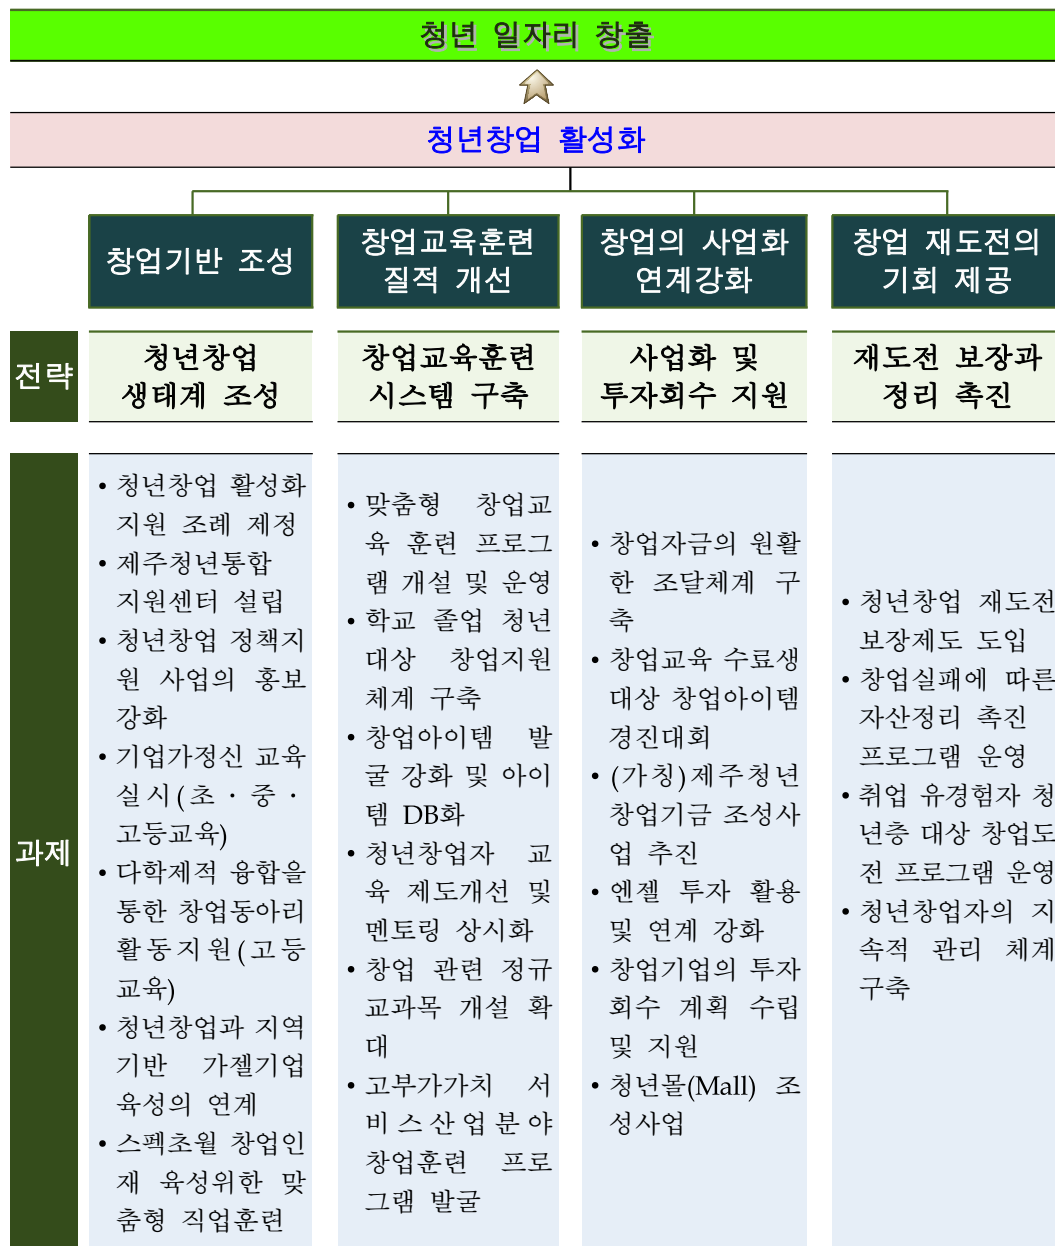 청년 일자리 창출
청년창업 활성화
창업기반 조성
창업교육훈련
질적 개선
창업의 사업화
연계강화
창업 재도전의
기회 제공
전략
청년창업
생태계 조성
창업교육훈련
시스템 구축
사업화 및
투자회수 지원
재도전 보장과
정리 촉진
과제
• 청년창업 활성화
지원 조례 제정
• 제주청년통합
지원센터 설립
• 청년창업 정책지
원 사업의 홍보
강화
• 기업가정신 교육
실시(초 · 중 ·
고등교육)
• 다학제적 융합을
통한 창업동아리
활동지원(고등
교육)
• 청년창업과 지역
기반 가젤기업
육성의 연계
• 스펙초월 창업인
재 육성위한 맞
춤형 직업훈련
• 맞춤형 창업교
육 훈련 프로그
램 개설 및 운영
• 학교 졸업 청년
대상 창업지원
체계 구축
• 창업아이템 발
굴 강화 및 아이
템 DB화
• 청년창업자 교
육 제도개선 및
멘토링 상시화
• 창업 관련 정규
교과목 개설 확
대
• 고부가가치 서
비스산업분야
창업훈련 프로
그램 발굴
• 창업자금의 원활
한 조달체계 구
축
• 창업교육 수료생
대상 창업아이템
경진대회
• (가칭)제주청년
창업기금 조성사
업 추진
• 엔젤 투자 활용
및 연계 강화
• 창업기업의 투자
회수 계획 수립
및 지원
• 청년몰(Mall) 조
성사업
• 청년창업 재도전
보장제도 도입
• 창업실패에 따른
자산정리 촉진
프로그램 운영
• 취업 유경험자 청
년층 대상 창업도
전 프로그램 운영
• 청년창업자의 지
속적 관리 체계
구축